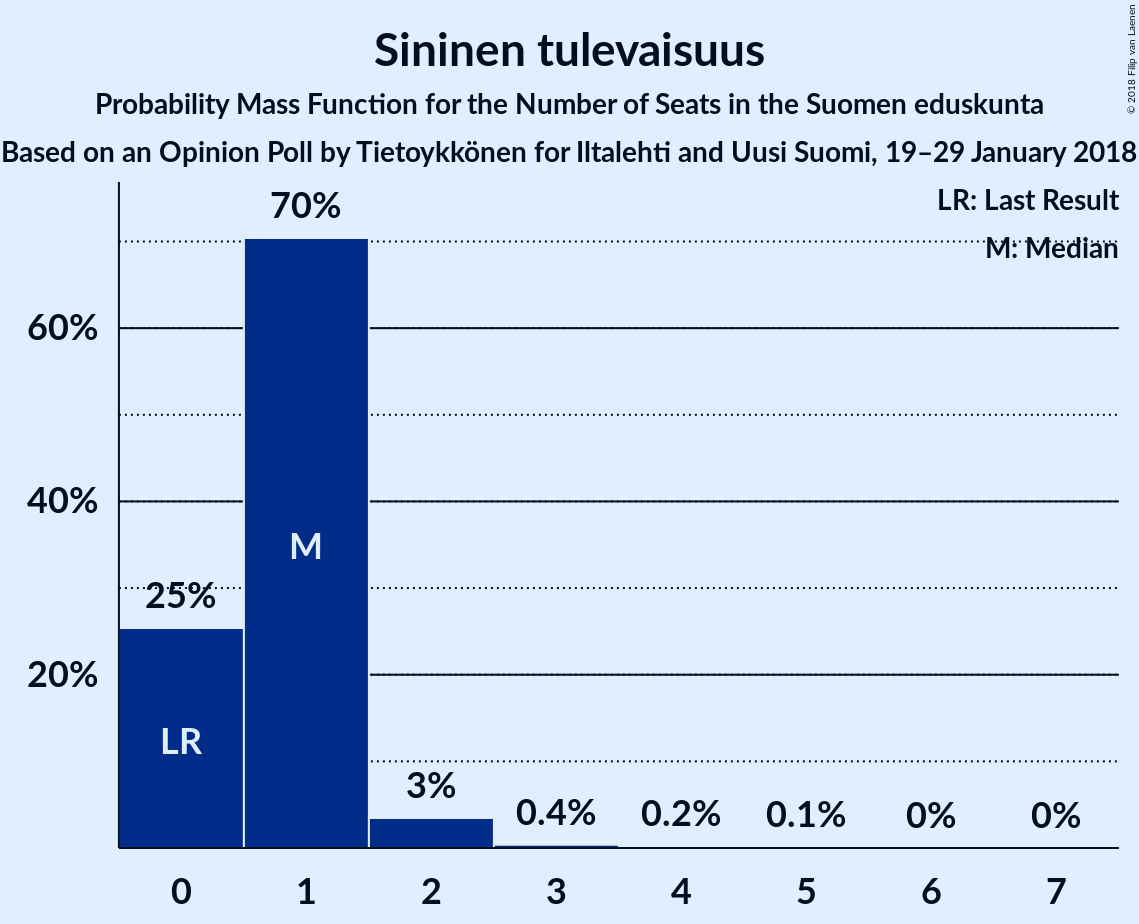 Sininen tulevaisuus
Probability Mass Function for the Number of Seats in the Suomen eduskunta
Based on an Opinion Poll by Tietoykkönen for Iltalehti and Uusi Suomi, 19–29 January 2018
© 2018 Filip van Laenen
LR: Last Result
M: Median
70%
60%
40%
M
25%
20%
LR
3%
0.4%
0.2%
0.1%
0%
0%
0 1 2 3 4 5 6 7